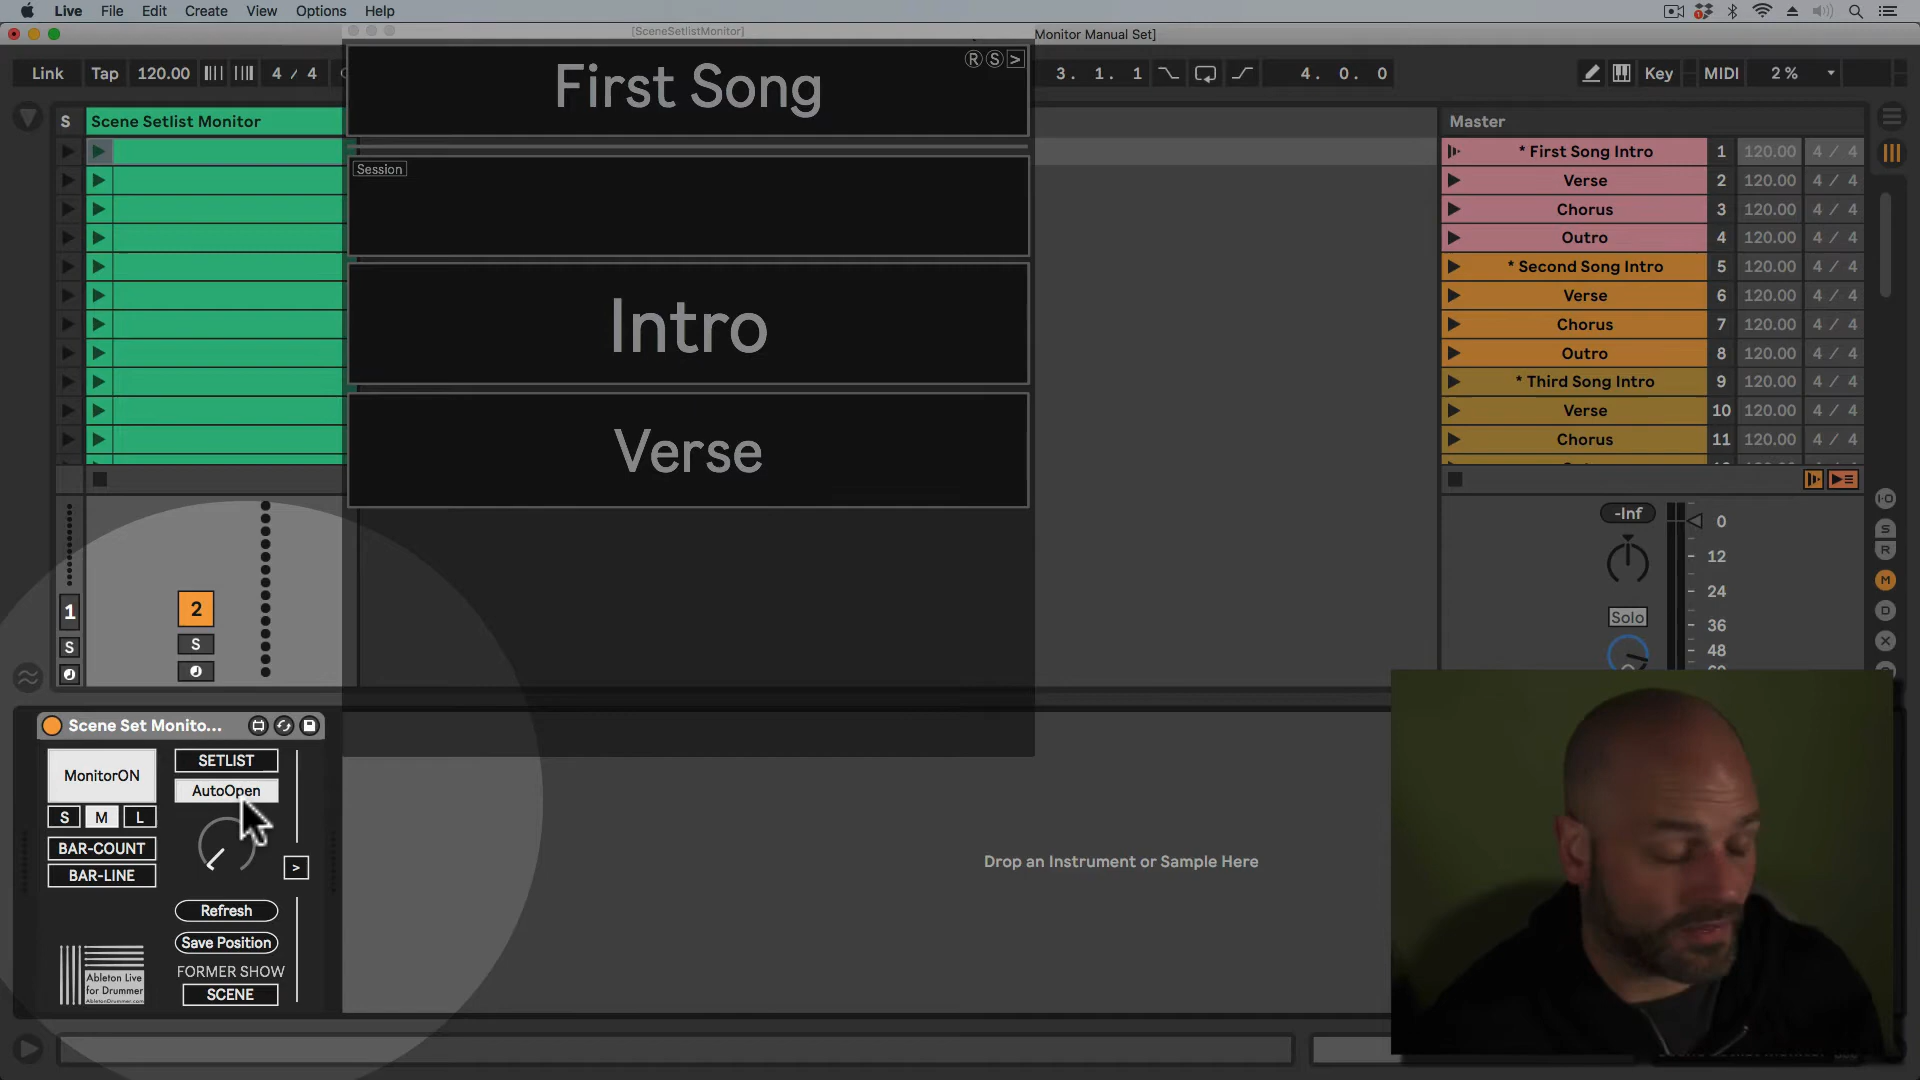 Live File Edit Create View Options Help
[SceneSetlistMonitor]
Monitor Manual Set]
Link Tap 120.00 4 / 4
3. 1. 1
4. 0. 0
Key MIDI 2 %
First Song
R S >
S Scene Setlist Monitor
Master
Session
Intro
Verse
* First Song Intro 1 120.00 4 / 4
Verse 2 120.00 4 / 4
Chorus 3 120.00 4 / 4
Outro 4 120.00 4 / 4
* Second Song Intro 5 120.00 4 / 4
Verse 6 120.00 4 / 4
Chorus 7 120.00 4 / 4
Outro 8 120.00 4 / 4
* Third Song Intro 9 120.00 4 / 4
Verse 10 120.00 4 / 4
Chorus 11 120.00 4 / 4
-Inf
0
12
24
36
48
Solo
I·O
S
R
M
D
X
1
S
2
S
Scene Set Monito...
MonitorON
SETLIST
AutoOpen
S M L
BAR-COUNT
BAR-LINE
>
Refresh
Save Position
FORMER SHOW
SCENE
Ableton Live
for Drummer
AbletonDrummer.com
Drop an Instrument or Sample Here